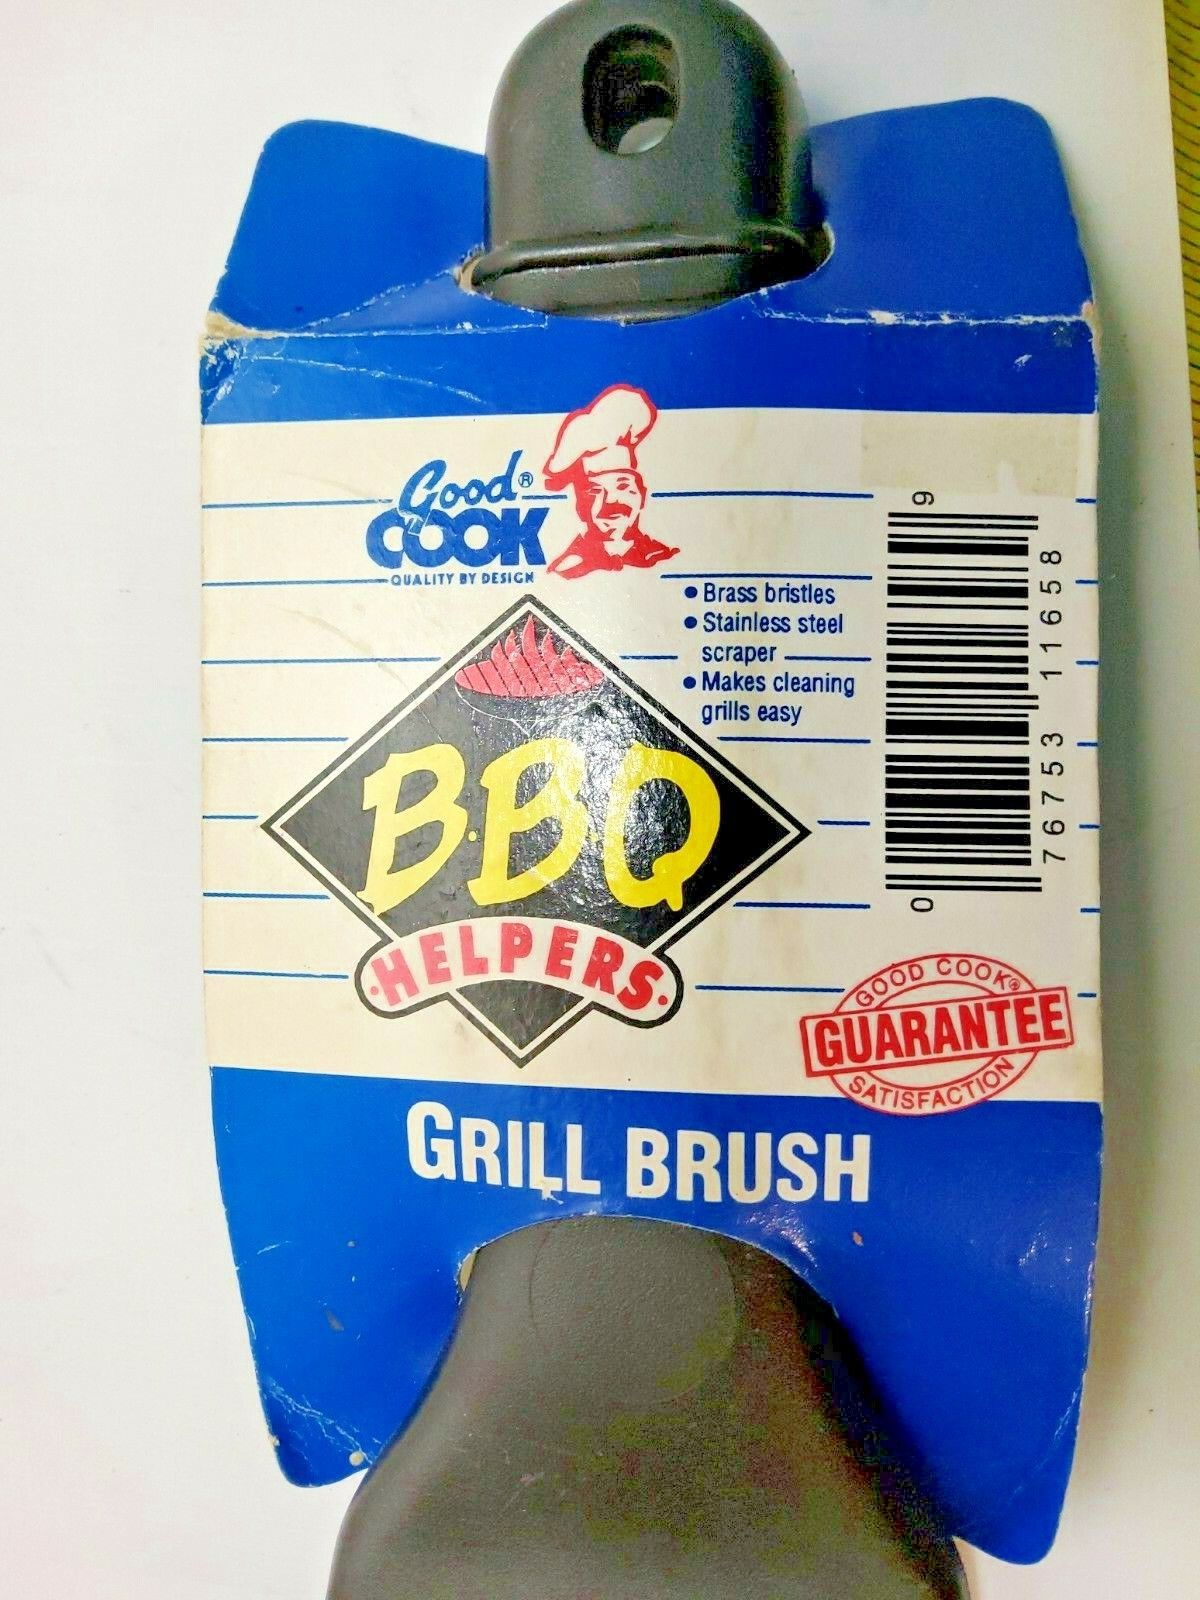 Good®
COOK
QUALITY BY DESIGN
• Brass bristles
• Stainless steel
scraper
• Makes cleaning
grills easy
B·B·Q
·HELPERS·
0 76753 11658 9
GOOD COOK®
GUARANTEE
SATISFACTION
GRILL BRUSH